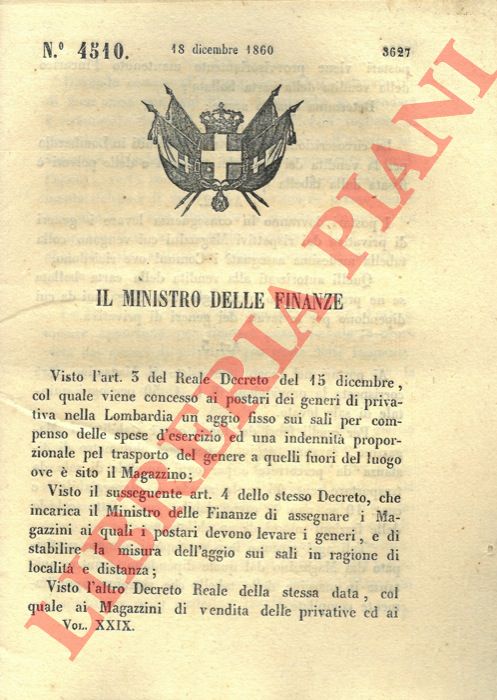 N.° 4510. 18 dicembre 1860 3627
IL MINISTRO DELLE FINANZE
Visto l'art. 3 del Reale Decreto del 15 dicembre,
col quale viene concesso ai postari dei generi di priva-
tiva nella Lombardia un aggio fisso sui sali per com-
penso delle spese d'esercizio ed una indennità propor-
zionale pel trasporto del genere a quelli fuori del luogo
ove è sito il Magazzino;
Visto il susseguente art. 4 dello stesso Decreto, che
incarica il Ministro delle Finanze di assegnare i Ma-
gazzini ai quali i postari devono levare i generi, e di
stabilire la misura dell'aggio sui sali in ragione di
località e distanza;
Visto l'altro Decreto Reale della stessa data, col
quale ai Magazzini di vendita delle privative ed ai
VOL. XXIX.
LIBRERIA PIANI